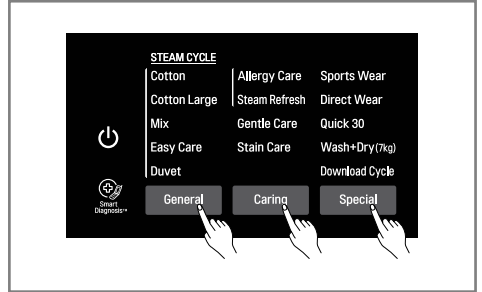 STEAM CYCLE
Cotton
Cotton Large
Mix
Easy Care
Duvet
Allergy Care
Steam Refresh
Gentle Care
Stain Care
Sports Wear
Direct Wear
Quick 30
Wash+Dry(7kg)
Download Cycle
Smart
Diagnosis™
General
Caring
Special